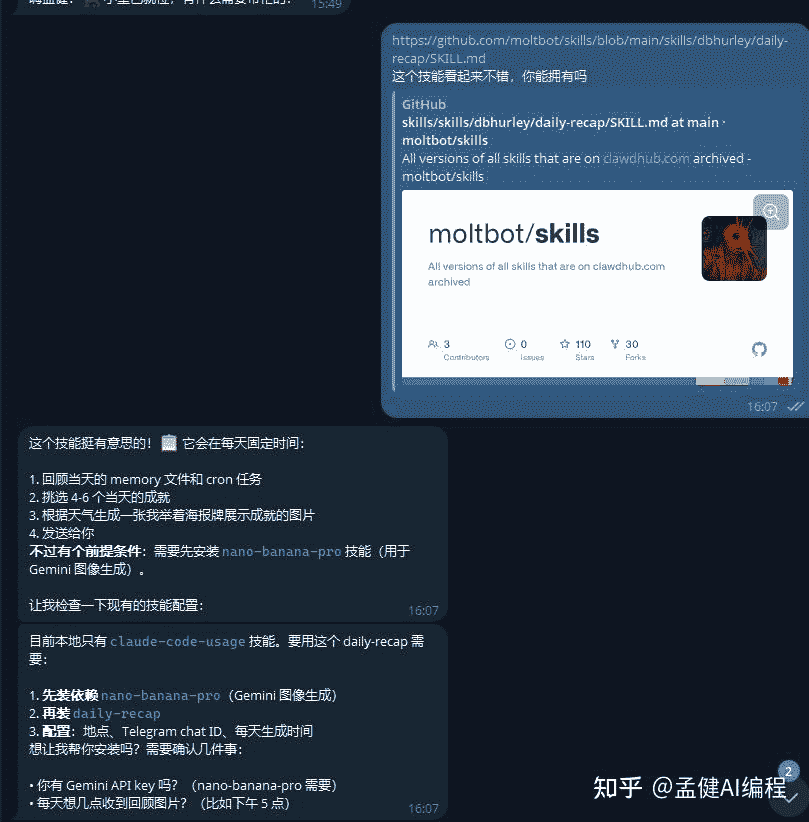 15:49
https://github.com/moltbot/skills/blob/main/skills/dbhurley/daily-
recap/SKILL.md
这个技能看起来不错，你能拥有吗
GitHub
skills/skills/dbhurley/daily-recap/SKILL.md at main ·
moltbot/skills
All versions of all skills that are on clawdhub.com archived -
moltbot/skills
moltbot/skills
All versions of all skills that are on clawdhub.com
archived
3
Contributors
0
Issues
110
Stars
30
Forks
16:07
这个技能挺有意思的！ 它会在每天固定时间：
1. 回顾当天的 memory 文件和 cron 任务
2. 挑选 4-6 个当天的成就
3. 根据天气生成一张我举着海报牌展示成就的图片
4. 发送给你
不过有个前提条件：需要先安装 nano-banana-pro 技能（用于
Gemini 图像生成）。
让我检查一下现有的技能配置：
16:07
目前本地只有 claude-code-usage 技能。要用这个 daily-recap 需
要：
1. 先装依赖 nano-banana-pro（Gemini 图像生成）
2. 再装 daily-recap
3. 配置：地点、Telegram chat ID、每天生成时间
想让我帮你安装吗？需要确认几件事：
• 你有 Gemini API key 吗？（nano-banana-pro 需要）
• 每天想几点收到回顾图片？（比如下午 5 点）
16:07
2
知乎 @孟健AI编程